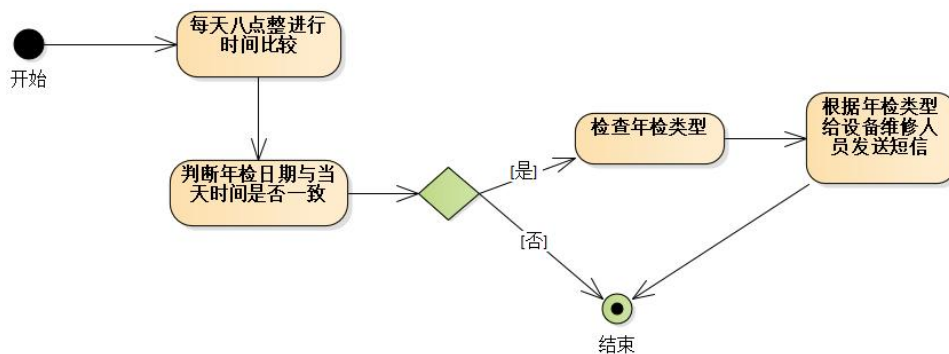 开始
每天八点整进行
时间比较
判断年检日期与当
天时间是否一致
[是]
[否]
检查年检类型
根据年检类型
给设备维修人
员发送短信
结束